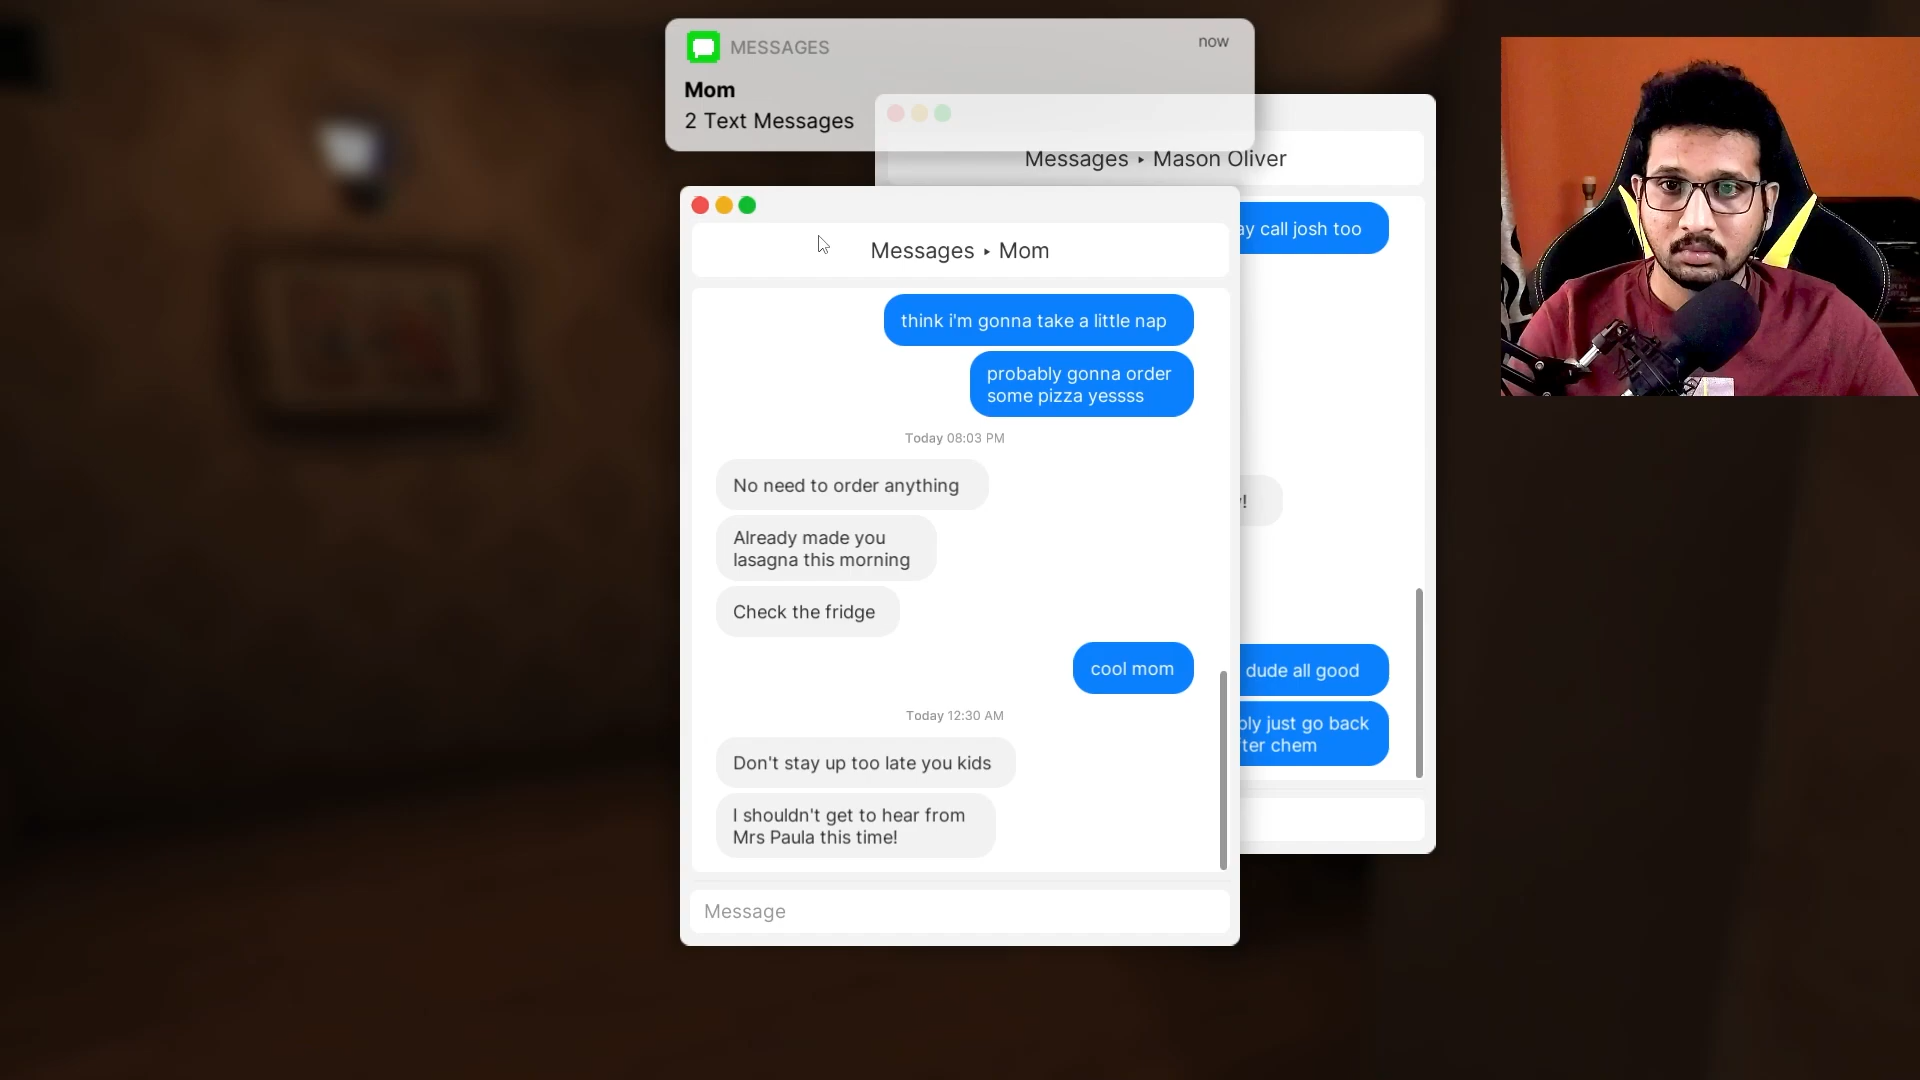 MESSAGES
now
Mom
2 Text Messages
Messages ‣ Mason Oliver
call josh too
dude all good
just go back
chem
Messages ‣ Mom
think i'm gonna take a little nap
probably gonna order
some pizza yessss
Today 08:03 PM
No need to order anything
Already made you
lasagna this morning
Check the fridge
cool mom
Today 12:30 AM
Don't stay up too late you kids
I shouldn't get to hear from
Mrs Paula this time!
Message